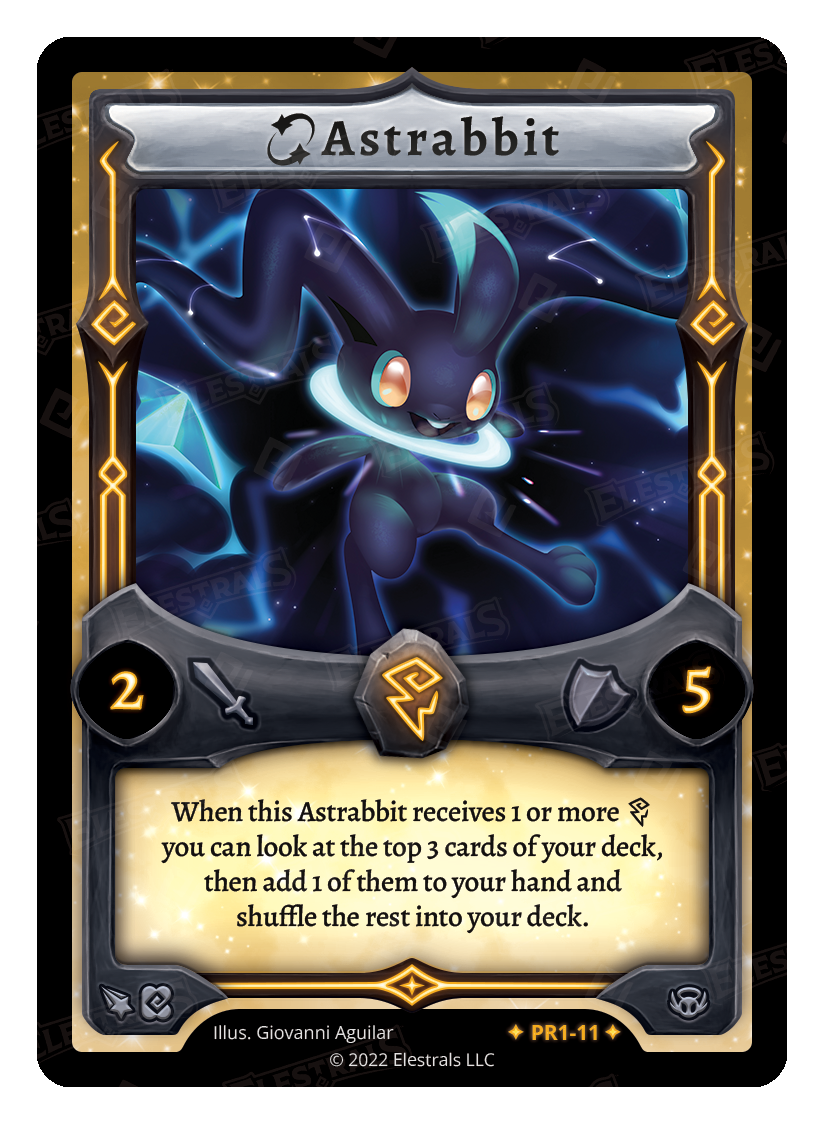 Astrabbit
2
5
When this Astrabbit receives 1 or more
you can look at the top 3 cards of your deck,
then add 1 of them to your hand and
shuffle the rest into your deck.
Illus. Giovanni Aguilar
PR1-11
© 2022 Elestrals LLC
ELESTRALS